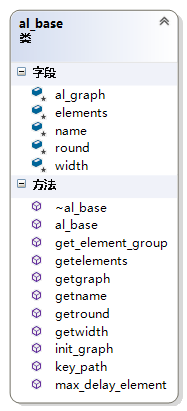 al_base
类
字段
al_graph
elements
name
round
width
方法
~al_base
al_base
get_element_group
getelements
getgraph
getname
getround
getwidth
init_graph
key_path
max_delay_element